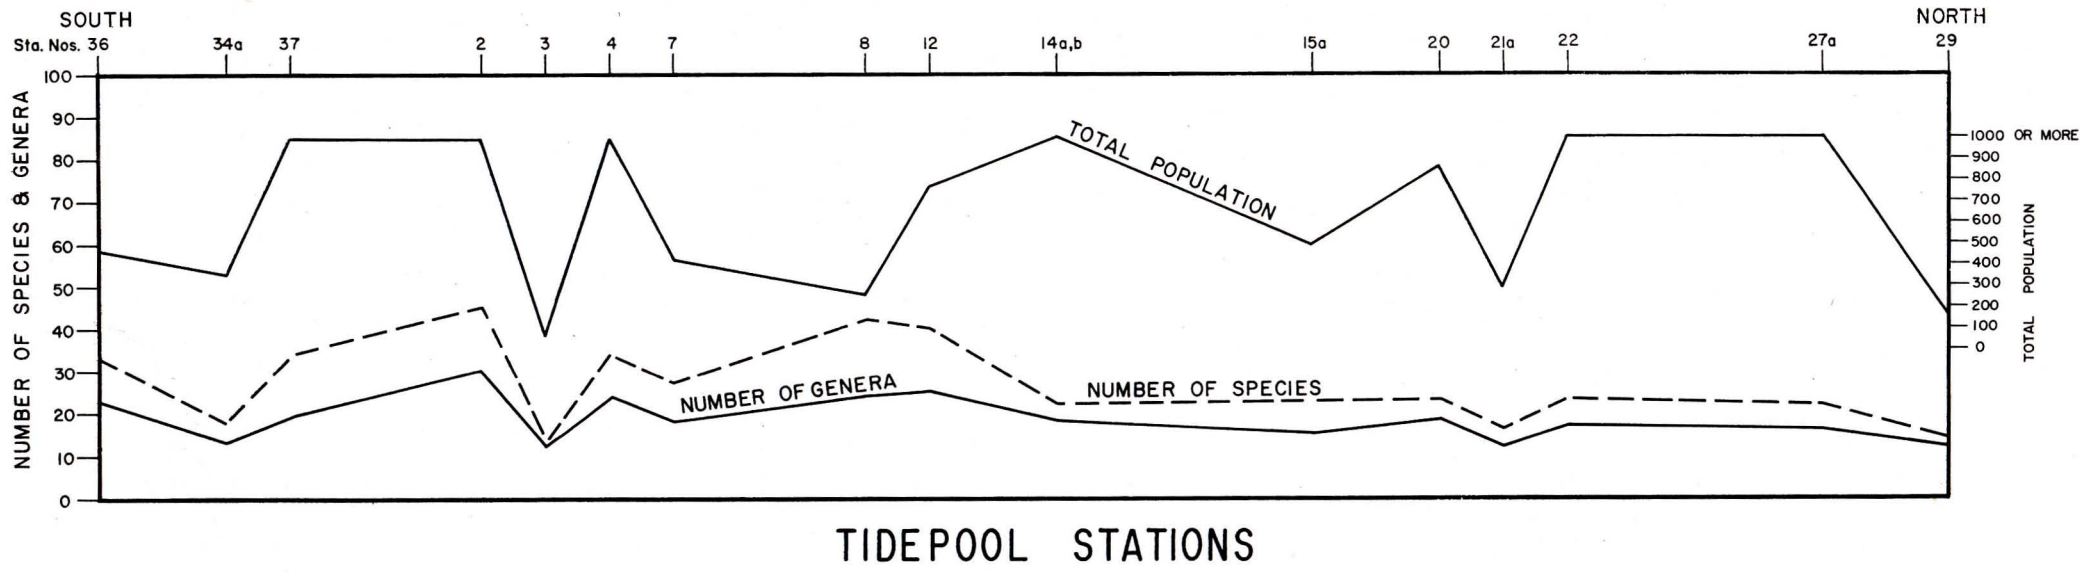 SOUTH
NORTH
Sta. Nos. 36 34a 37 2 3 4 7 8 12 14a,b 15a 20 21a 22 27a 29
NUMBER OF SPECIES & GENERA
100
90
80
70
60
50
40
30
20
10
0
TOTAL POPULATION
NUMBER OF GENERA
NUMBER OF SPECIES
1000 OR MORE
900
800
700
600
500
400
300
200
100
0
TOTAL POPULATION
TIDEPOOL STATIONS